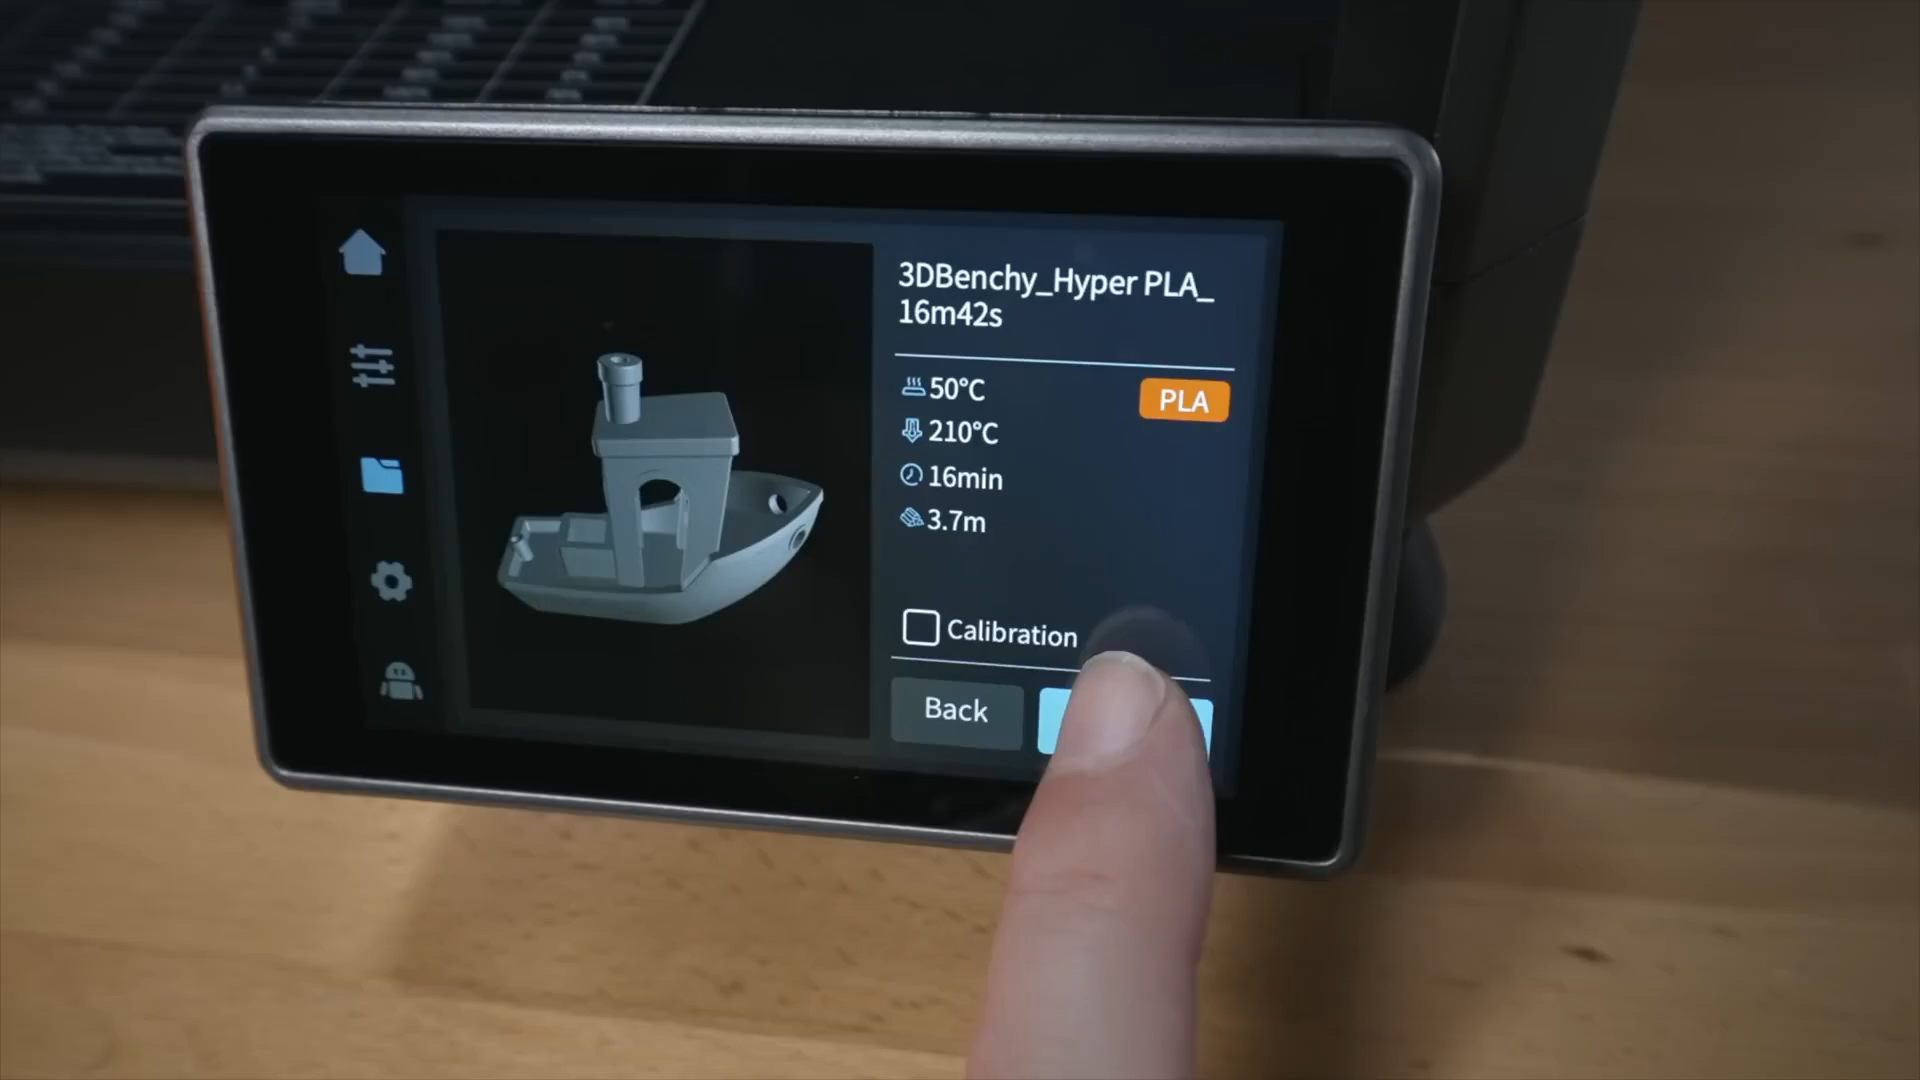 3DBenchy_Hyper PLA_
16m42s
50°C
PLA
210°C
16min
3.7m
Calibration
Back